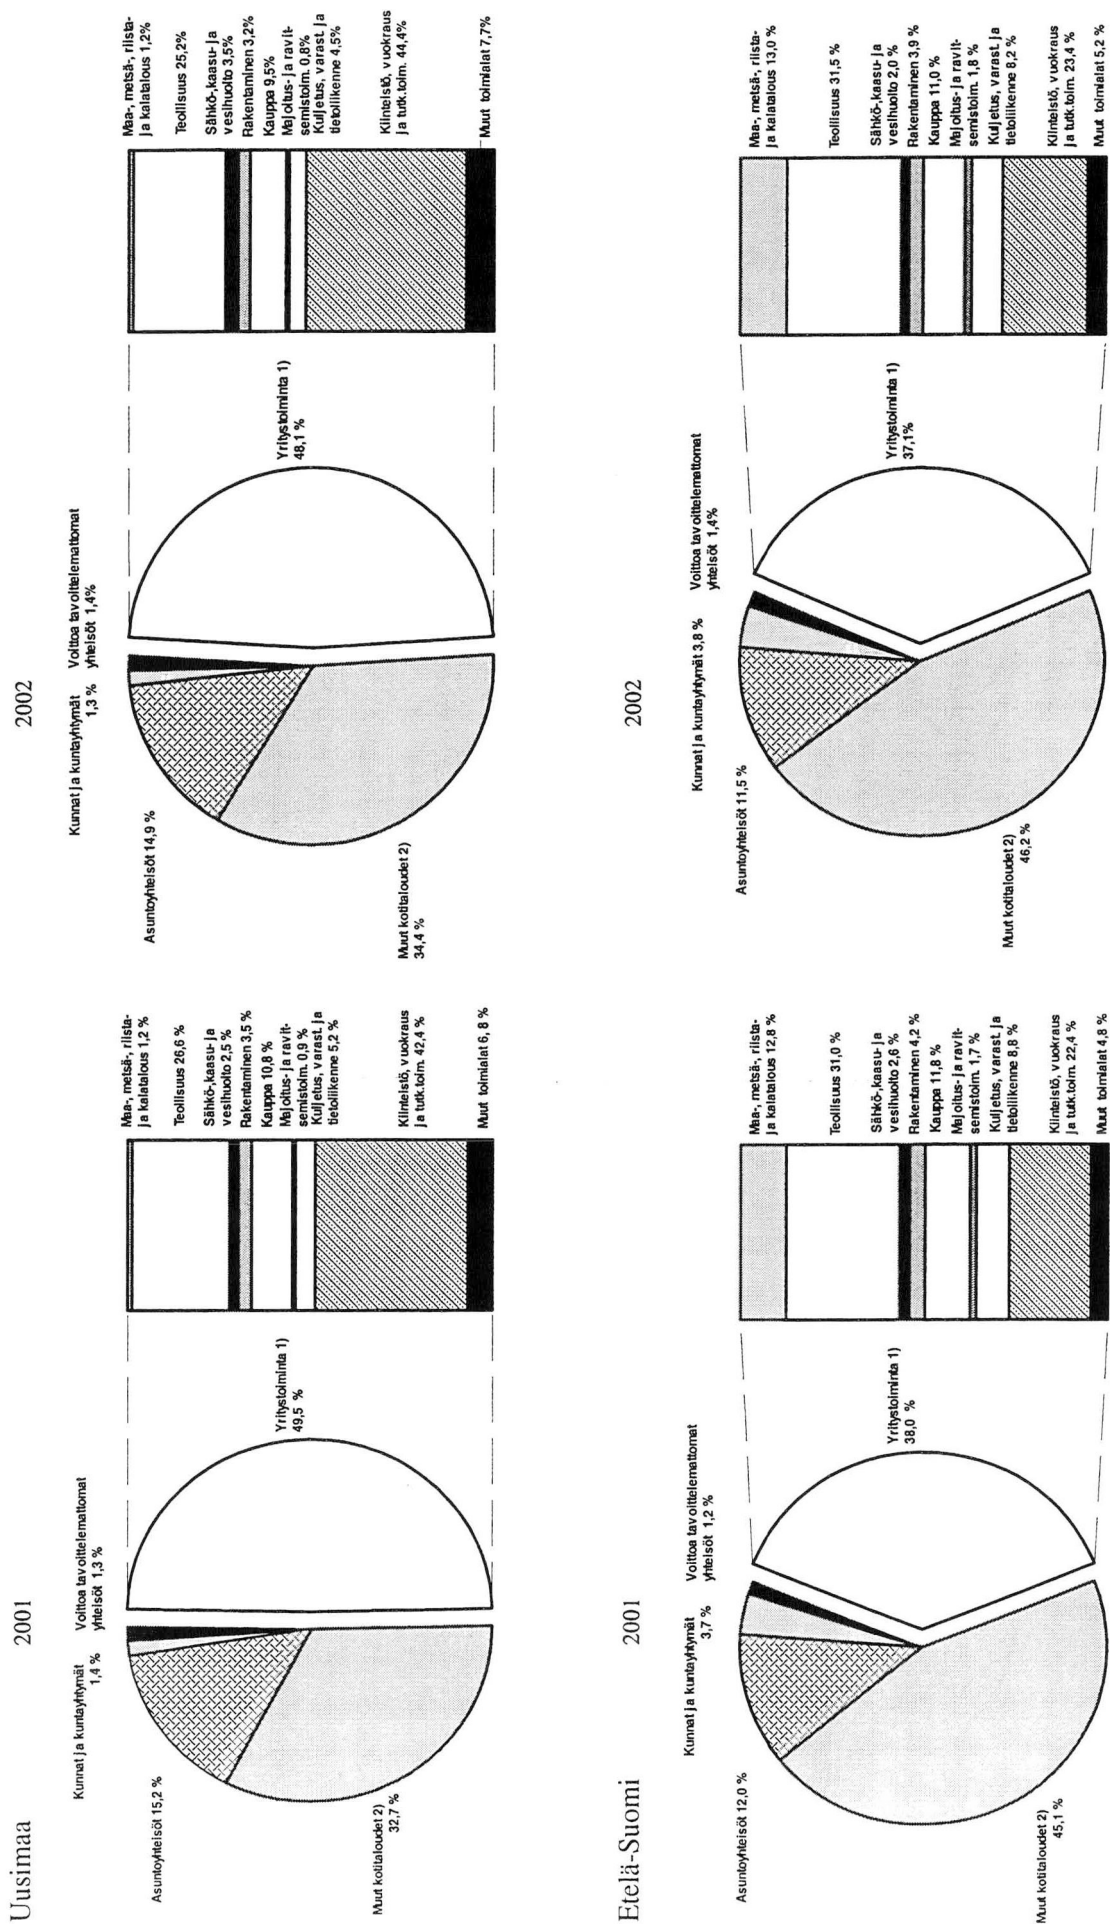 Uusimaa
2001
Voittoa tavoittelemattomat
yhteisöt 1,3 %
Kunnat ja kuntayhtymät
1,4 %
Asuntoyhteisöt 15,2 %
Muut kotitaloudet 2)
32,7 %
Yritystoiminta 1)
49,5 %
Maa-, metsä-, riista-
ja kalatalous 1,2 %
Teollisuus 26,6 %
Sähkö-,kaasu- ja
vesihuolto 2,5 %
Rakentaminen 3,5 %
Kauppa 10,8 %
Majoitus- ja ravit-
semistoim. 0,9 %
Kuljetus, varast. ja
tietoliikenne 5,2 %
Kiinteistö, vuokraus
ja tutk.toim. 42,4 %
Muut toimialat 6, 8 %
2002
Voittoa tavoittelemattomat
yhteisöt 1,4%
Kunnat ja kuntayhtymät
1,3 %
Asuntoyhteisöt 14,9 %
Muut kotitaloudet 2)
34,4 %
Yritystoiminta 1)
48,1 %
Maa-, metsä-, riista-
ja kalatalous 1,2%
Teollisuus 25,2%
Sähkö-,kaasu- ja
vesihuolto 3,5%
Rakentaminen 3,2%
Kauppa 9,5%
Majoitus- ja ravit-
semistoim. 0,8%
Kuljetus, varast. ja
tietoliikenne 4,5%
Kiinteistö, vuokraus
ja tutk.toim. 44,4%
Muut toimialat 7,7%
Etelä-Suomi
2001
Voittoa tavoittelemattomat
yhteisöt 1,2 %
Kunnat ja kuntayhtymät
3,7 %
Asuntoyhteisöt 12,0 %
Muut kotitaloudet 2)
45,1 %
Yritystoiminta 1)
38,0 %
Maa-, metsä-, riista-
ja kalatalous 12,8 %
Teollisuus 31,0 %
Sähkö-,kaasu- ja
vesihuolto 2,6 %
Rakentaminen 4,2 %
Kauppa 11,8 %
Majoitus- ja ravit-
semistoim. 1,7 %
Kuljetus, varast. ja
tietoliikenne 8,8 %
Kiinteistö, vuokraus
ja tutk.toim. 22,4 %
Muut toimialat 4,8 %
2002
Voittoa tavoittelemattomat
yhteisöt 1,4%
Kunnat ja kuntayhtymät 3,8 %
Asuntoyhteisöt 11,5 %
Muut kotitaloudet 2)
46,2 %
Yritystoiminta 1)
37,1%
Maa-, metsä-, riista-
ja kalatalous 13,0 %
Teollisuus 31,5 %
Sähkö-,kaasu- ja
vesihuolto 2,0 %
Rakentaminen 3,9 %
Kauppa 11,0 %
Majoitus- ja ravit-
semistoim. 1,8 %
Kuljetus, varast. ja
tietoliikenne 8,2 %
Kiinteistö, vuokraus
ja tutk.toim. 23,4 %
Muut toimialat 5,2 %